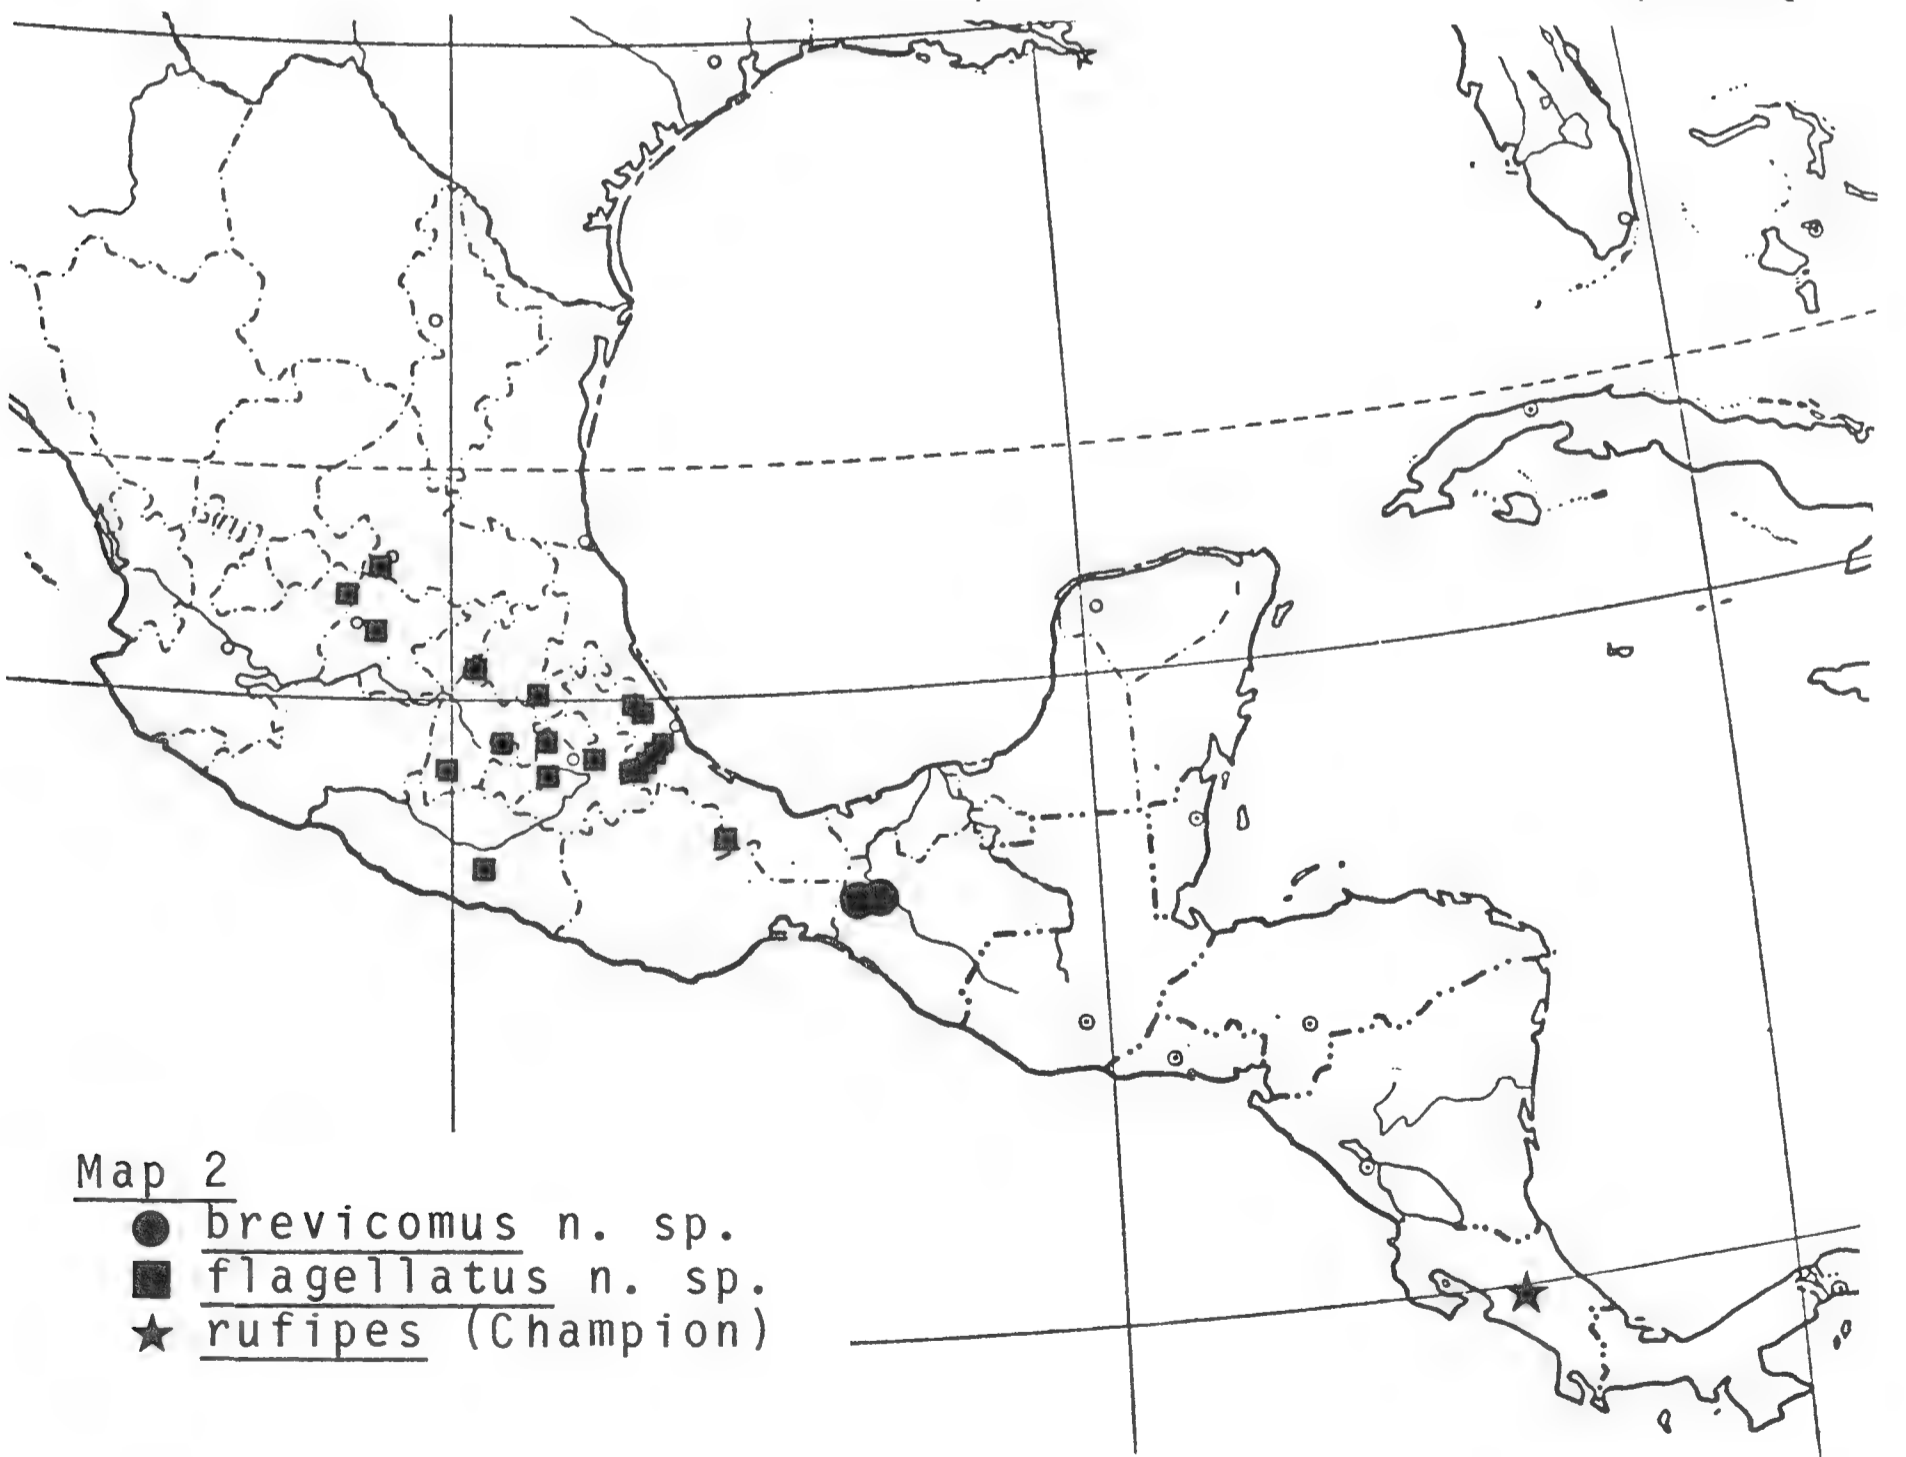 Map 2
brevicomus n. sp.
flagellatus n. sp.
rufipes (Champion)